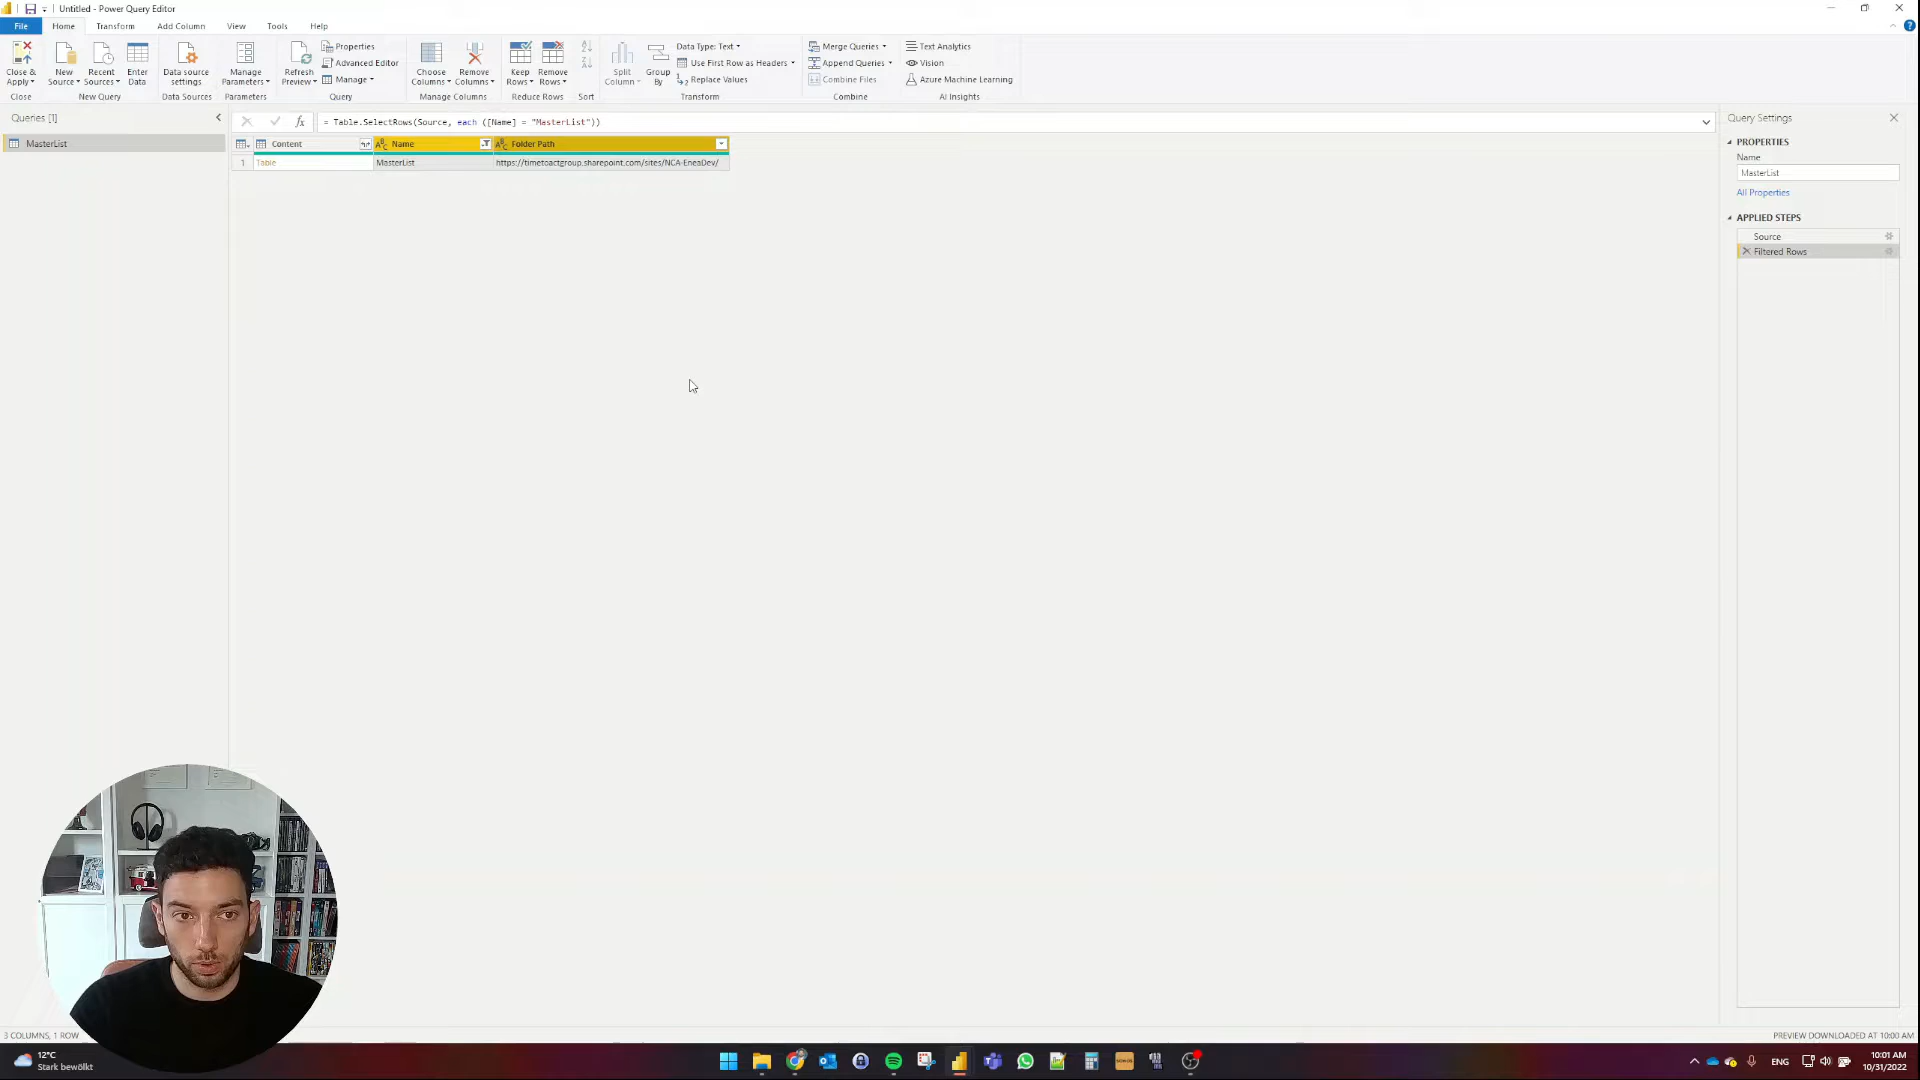 Untitled - Power Query Editor
File Home Transform Add Column View Tools Help
Close & Apply
New Source
Recent Sources
Enter Data
Data source settings
Manage Parameters
Refresh Preview
Properties
Advanced Editor
Manage
Choose Columns
Remove Columns
Keep Rows
Remove Rows
Split Column
Group By
Data Type: Text
Use First Row as Headers
Replace Values
Merge Queries
Append Queries
Combine Files
Text Analytics
Vision
Azure Machine Learning
Close New Query Data Sources Parameters Query Manage Columns Reduce Rows Sort Transform Combine AI Insights
Queries [1]
MasterList
= Table.SelectRows(Source, each ([Name] = "MasterList"))
Content Name Folder Path
1 Table MasterList https://timetoactgroup.sharepoint.com/sites/NCA-EneaDev/
Query Settings
PROPERTIES
Name
MasterList
All Properties
APPLIED STEPS
Source
Filtered Rows
3 COLUMNS, 1 ROW
PREVIEW DOWNLOADED AT 10:00 AM
12°C
Stark bewölkt
ENG
10:01 AM
10/31/2022